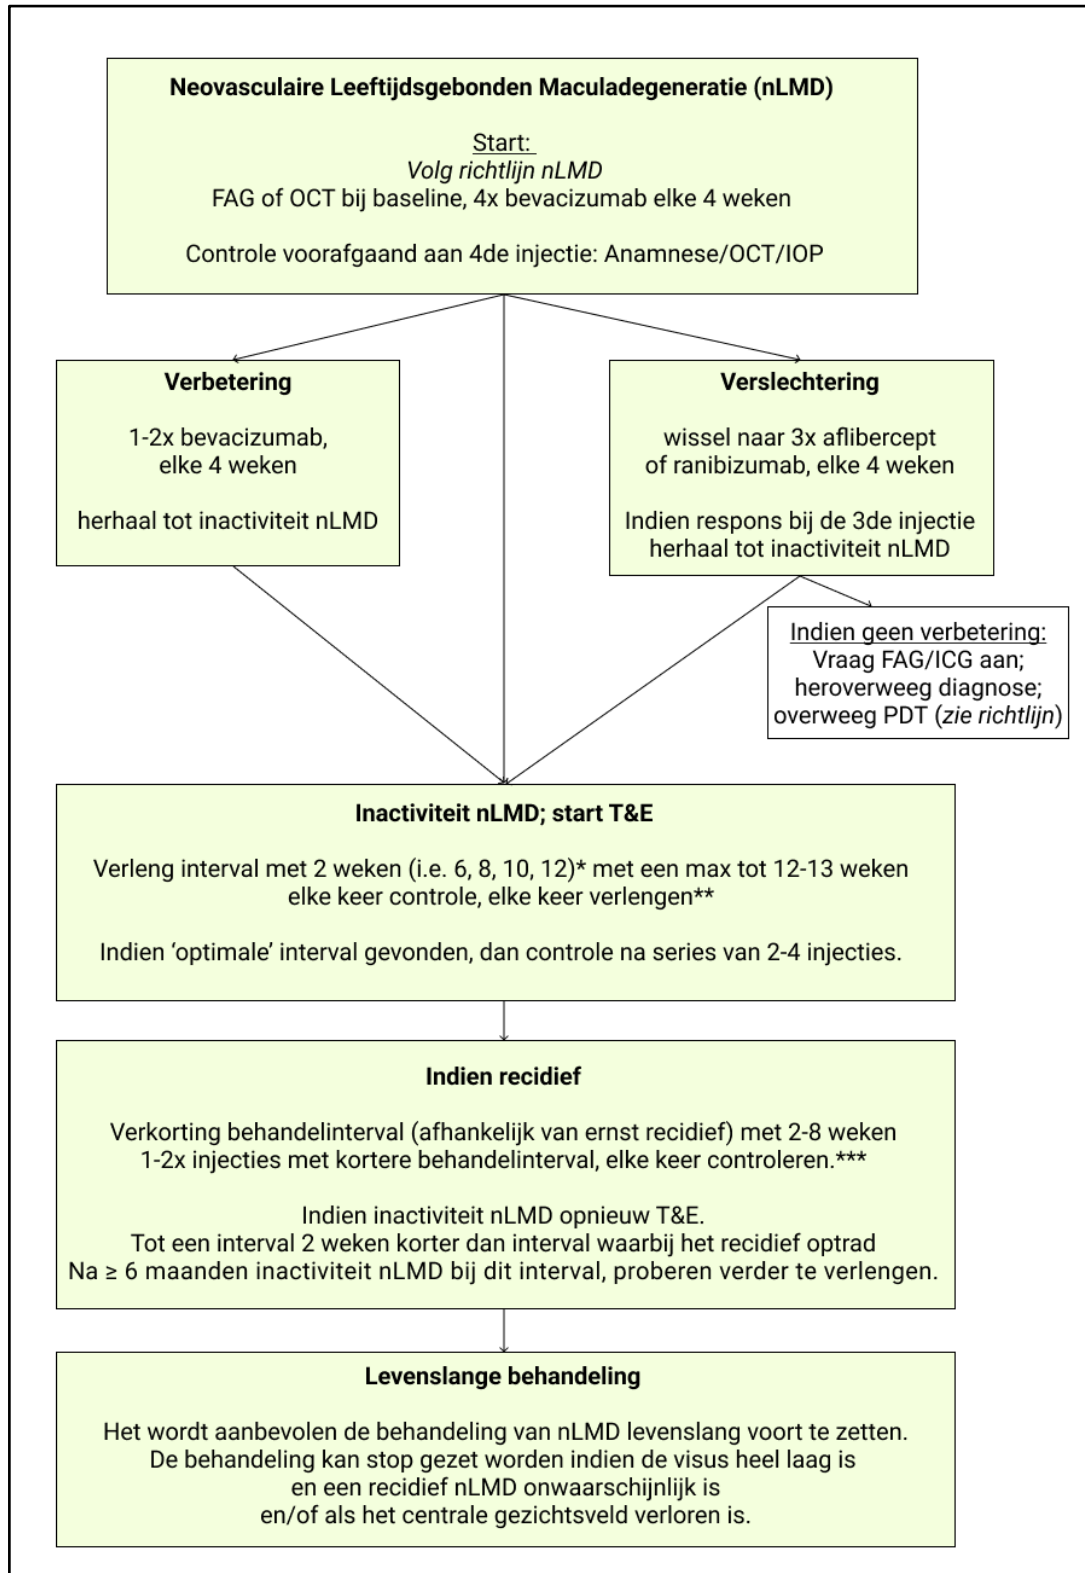 Neovasculaire Leeftijdsgebonden Maculadegeneratie (nLMD)
Start:
Volg richtlijn nLMD
FAG of OCT bij baseline, 4x bevacizumab elke 4 weken
Controle voorafgaand aan 4de injectie: Anamnese/OCT/IOP
Verbetering
1-2x bevacizumab,
elke 4 weken
herhaal tot inactiviteit nLMD
Verslechtering
wissel naar 3x aflibercept
of ranibizumab, elke 4 weken
Indien respons bij de 3de injectie
herhaal tot inactiviteit nLMD
Indien geen verbetering:
Vraag FAG/ICG aan;
heroverweeg diagnose;
overweeg PDT (zie richtlijn)
Inactiviteit nLMD; start T&E
Verleng interval met 2 weken (i.e. 6, 8, 10, 12)* met een max tot 12-13 weken
elke keer controle, elke keer verlengen**
Indien ‘optimale’ interval gevonden, dan controle na series van 2-4 injecties.
Indien recidief
Verkorting behandelinterval (afhankelijk van ernst recidief) met 2-8 weken
1-2x injecties met kortere behandelinterval, elke keer controleren.***
Indien inactiviteit nLMD opnieuw T&E.
Tot een interval 2 weken korter dan interval waarbij het recidief optrad
Na ≥ 6 maanden inactiviteit nLMD bij dit interval, proberen verder te verlengen.
Levenslange behandeling
Het wordt aanbevolen de behandeling van nLMD levenslang voort te zetten.
De behandeling kan stop gezet worden indien de visus heel laag is
en een recidief nLMD onwaarschijnlijk is
en/of als het centrale gezichtsveld verloren is.